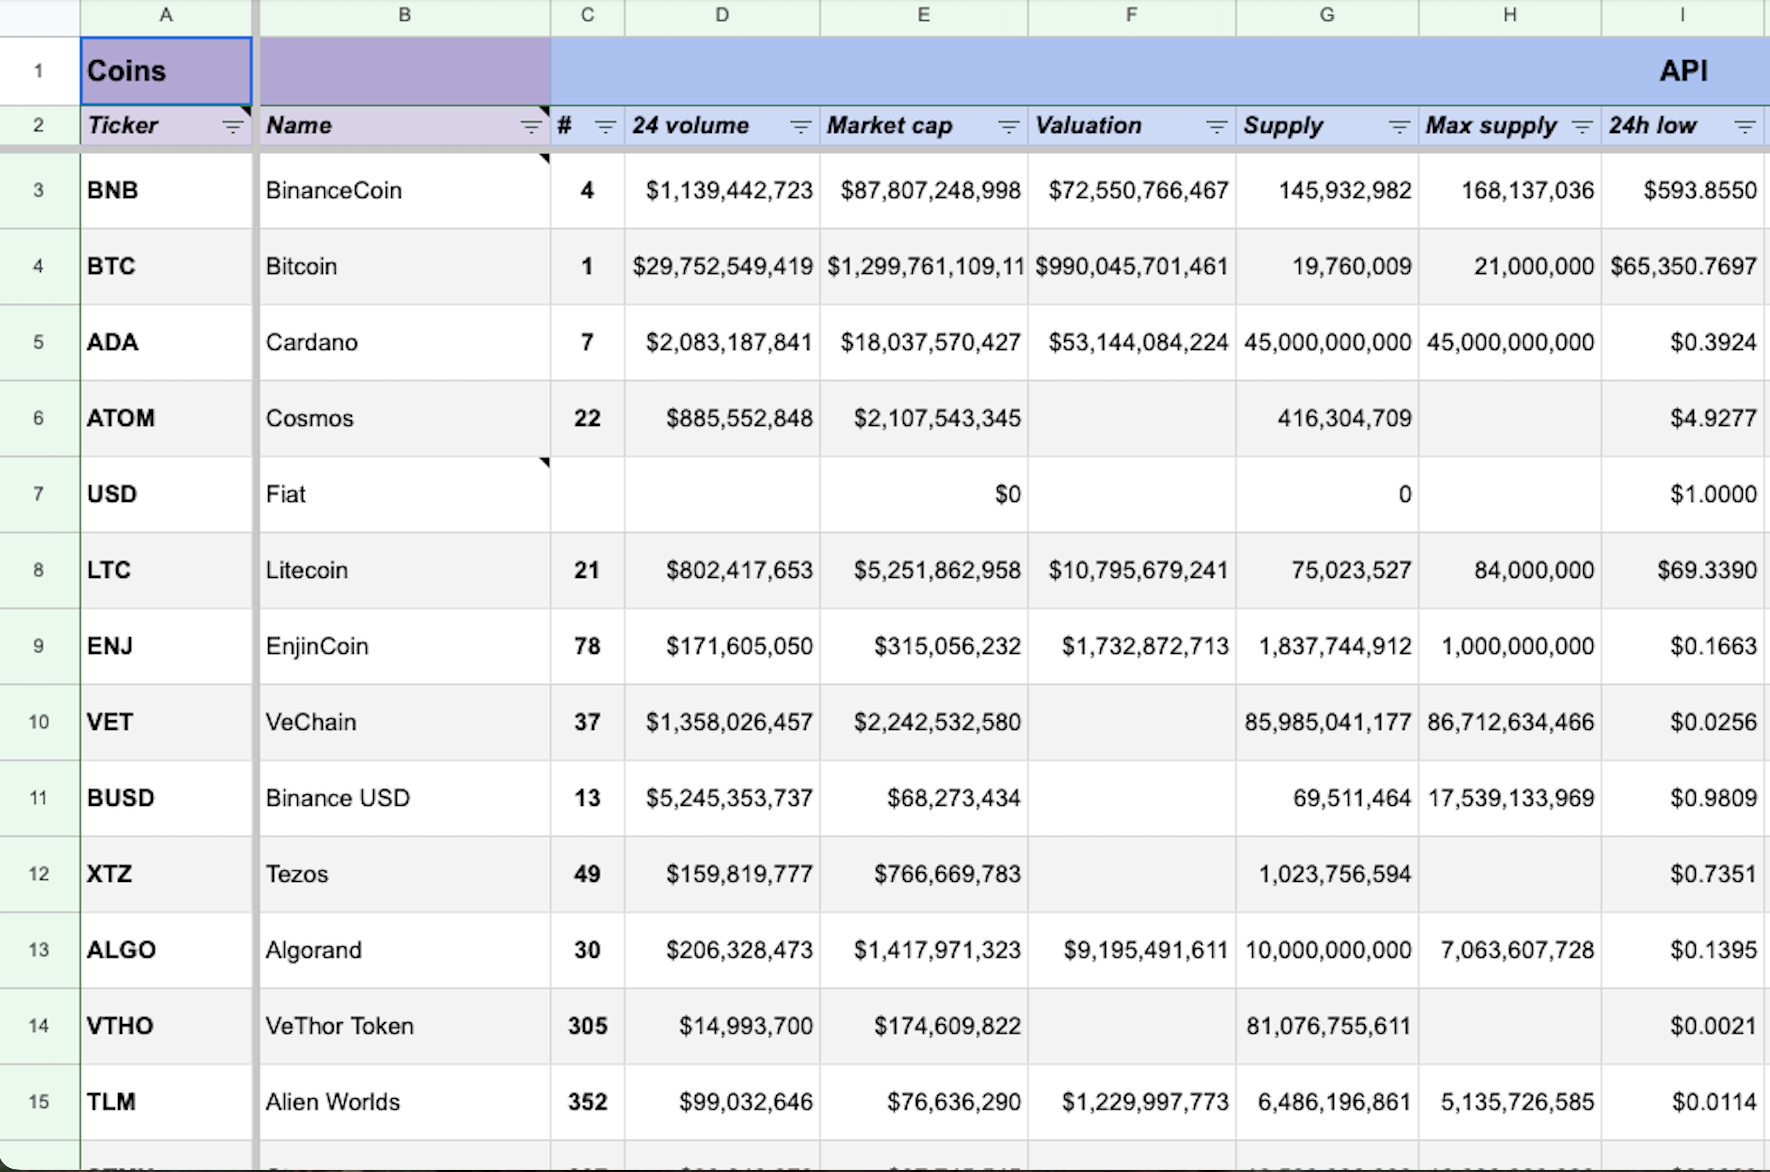 A B C D E F G H I
1 Coins API
2 Ticker Name # 24 volume Market cap Valuation Supply Max supply 24h low
3 BNB BinanceCoin 4 $1,139,442,723 $87,807,248,998 $72,550,766,467 145,932,982 168,137,036 $593.8550
4 BTC Bitcoin 1 $29,752,549,419 $1,299,761,109,11 $990,045,701,461 19,760,009 21,000,000 $65,350.7697
5 ADA Cardano 7 $2,083,187,841 $18,037,570,427 $53,144,084,224 45,000,000,000 45,000,000,000 $0.3924
6 ATOM Cosmos 22 $885,552,848 $2,107,543,345 416,304,709 $4.9277
7 USD Fiat $0 0 $1.0000
8 LTC Litecoin 21 $802,417,653 $5,251,862,958 $10,795,679,241 75,023,527 84,000,000 $69.3390
9 ENJ EnjinCoin 78 $171,605,050 $315,056,232 $1,732,872,713 1,837,744,912 1,000,000,000 $0.1663
10 VET VeChain 37 $1,358,026,457 $2,242,532,580 85,985,041,177 86,712,634,466 $0.0256
11 BUSD Binance USD 13 $5,245,353,737 $68,273,434 69,511,464 17,539,133,969 $0.9809
12 XTZ Tezos 49 $159,819,777 $766,669,783 1,023,756,594 $0.7351
13 ALGO Algorand 30 $206,328,473 $1,417,971,323 $9,195,491,611 10,000,000,000 7,063,607,728 $0.1395
14 VTHO VeThor Token 305 $14,993,700 $174,609,822 81,076,755,611 $0.0021
15 TLM Alien Worlds 352 $99,032,646 $76,636,290 $1,229,997,773 6,486,196,861 5,135,726,585 $0.0114